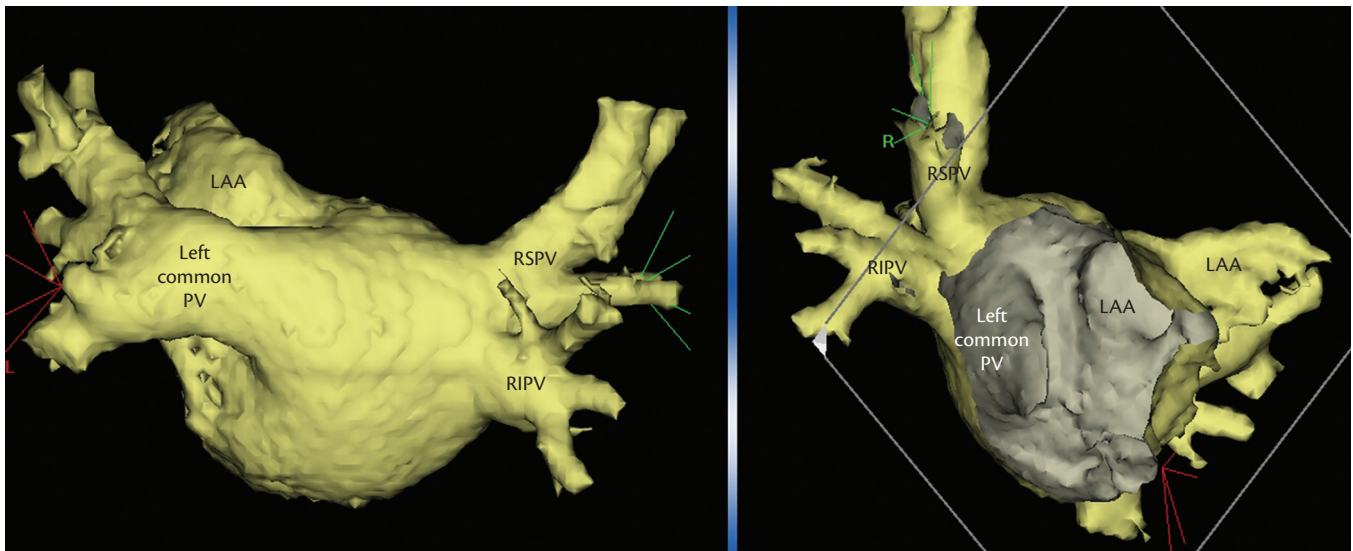 LAA
Left
common
PV
RSPV
RIPV
L
R
RSPV
RIPV
LAA
LAA
Left
common
PV